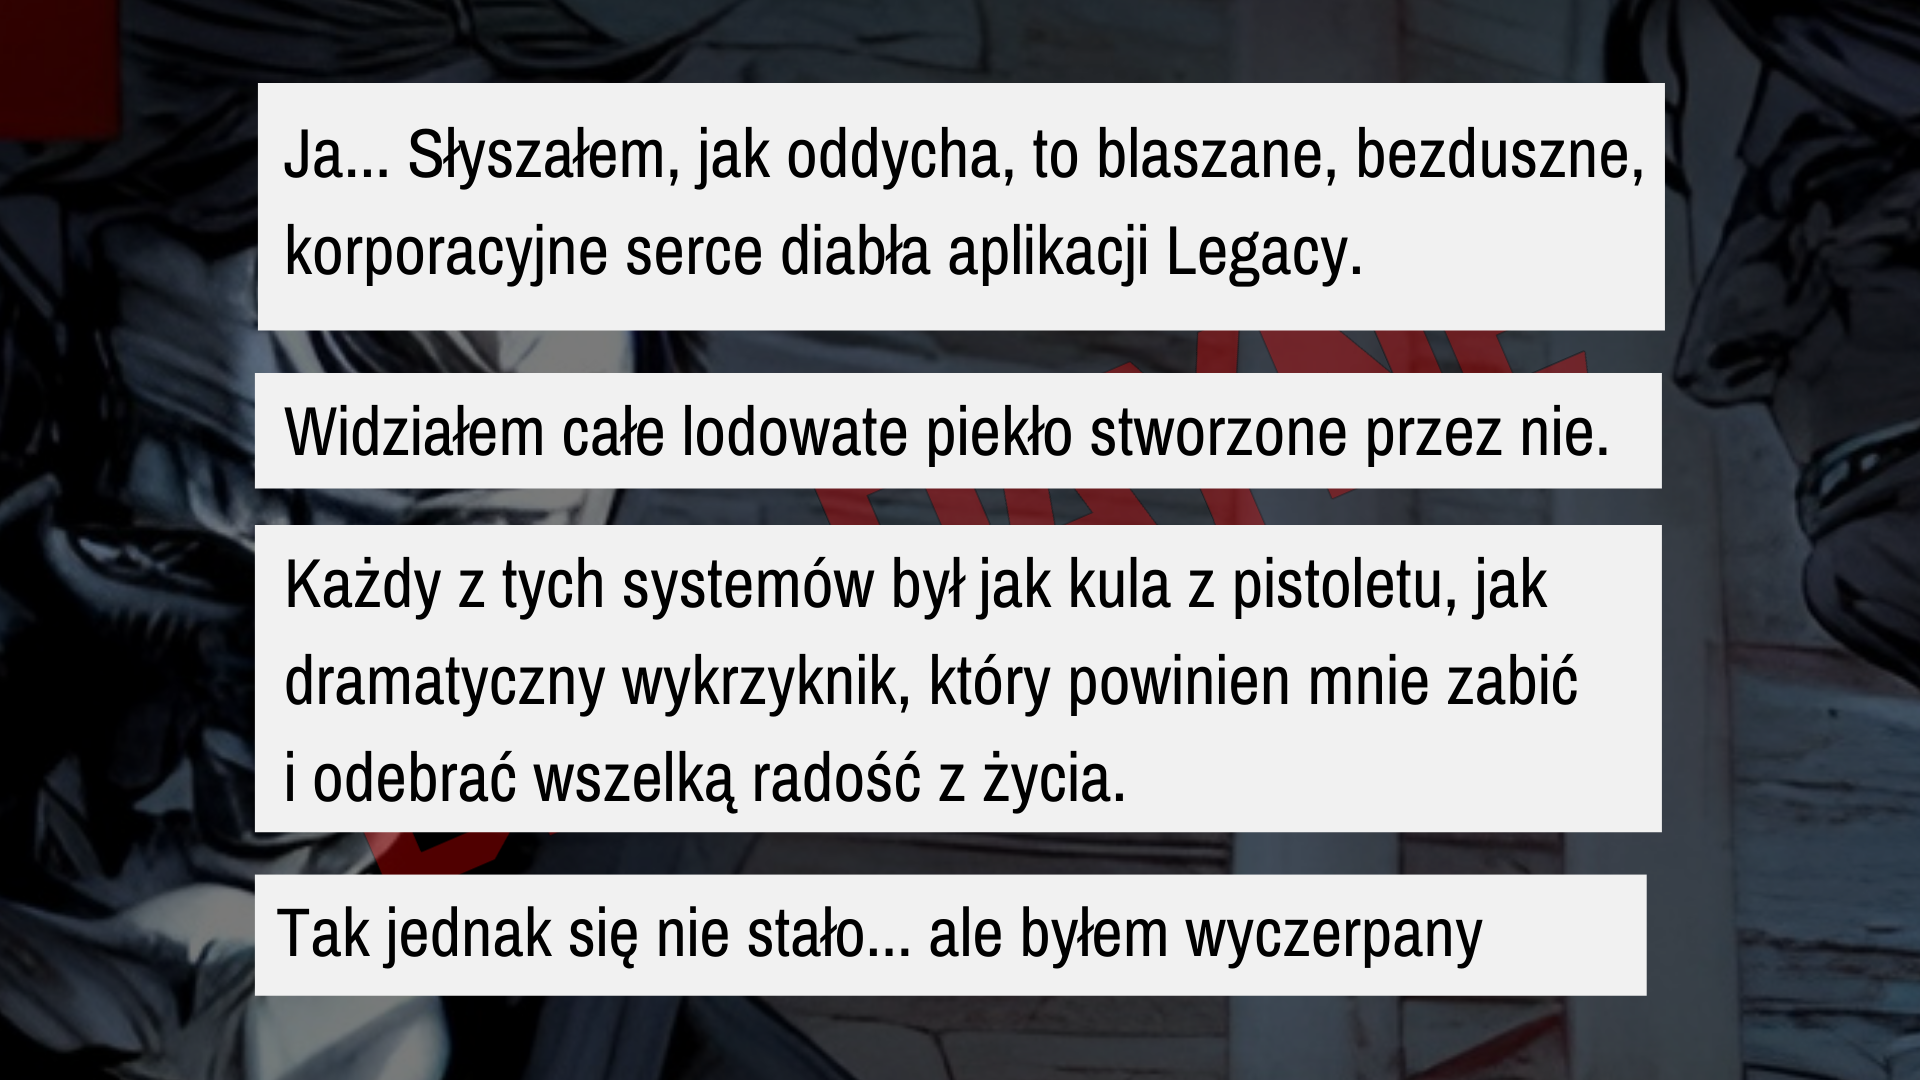 Ja... Słyszałem, jak oddycha, to blaszane, bezduszne,
korporacyjne serce diabła aplikacji Legacy.
Widziałem całe lodowate piekło stworzone przez nie.
Każdy z tych systemów był jak kula z pistoletu, jak
dramatyczny wykrzyknik, który powinien mnie zabić
i odebrać wszelką radość z życia.
Tak jednak się nie stało... ale byłem wyczerpany